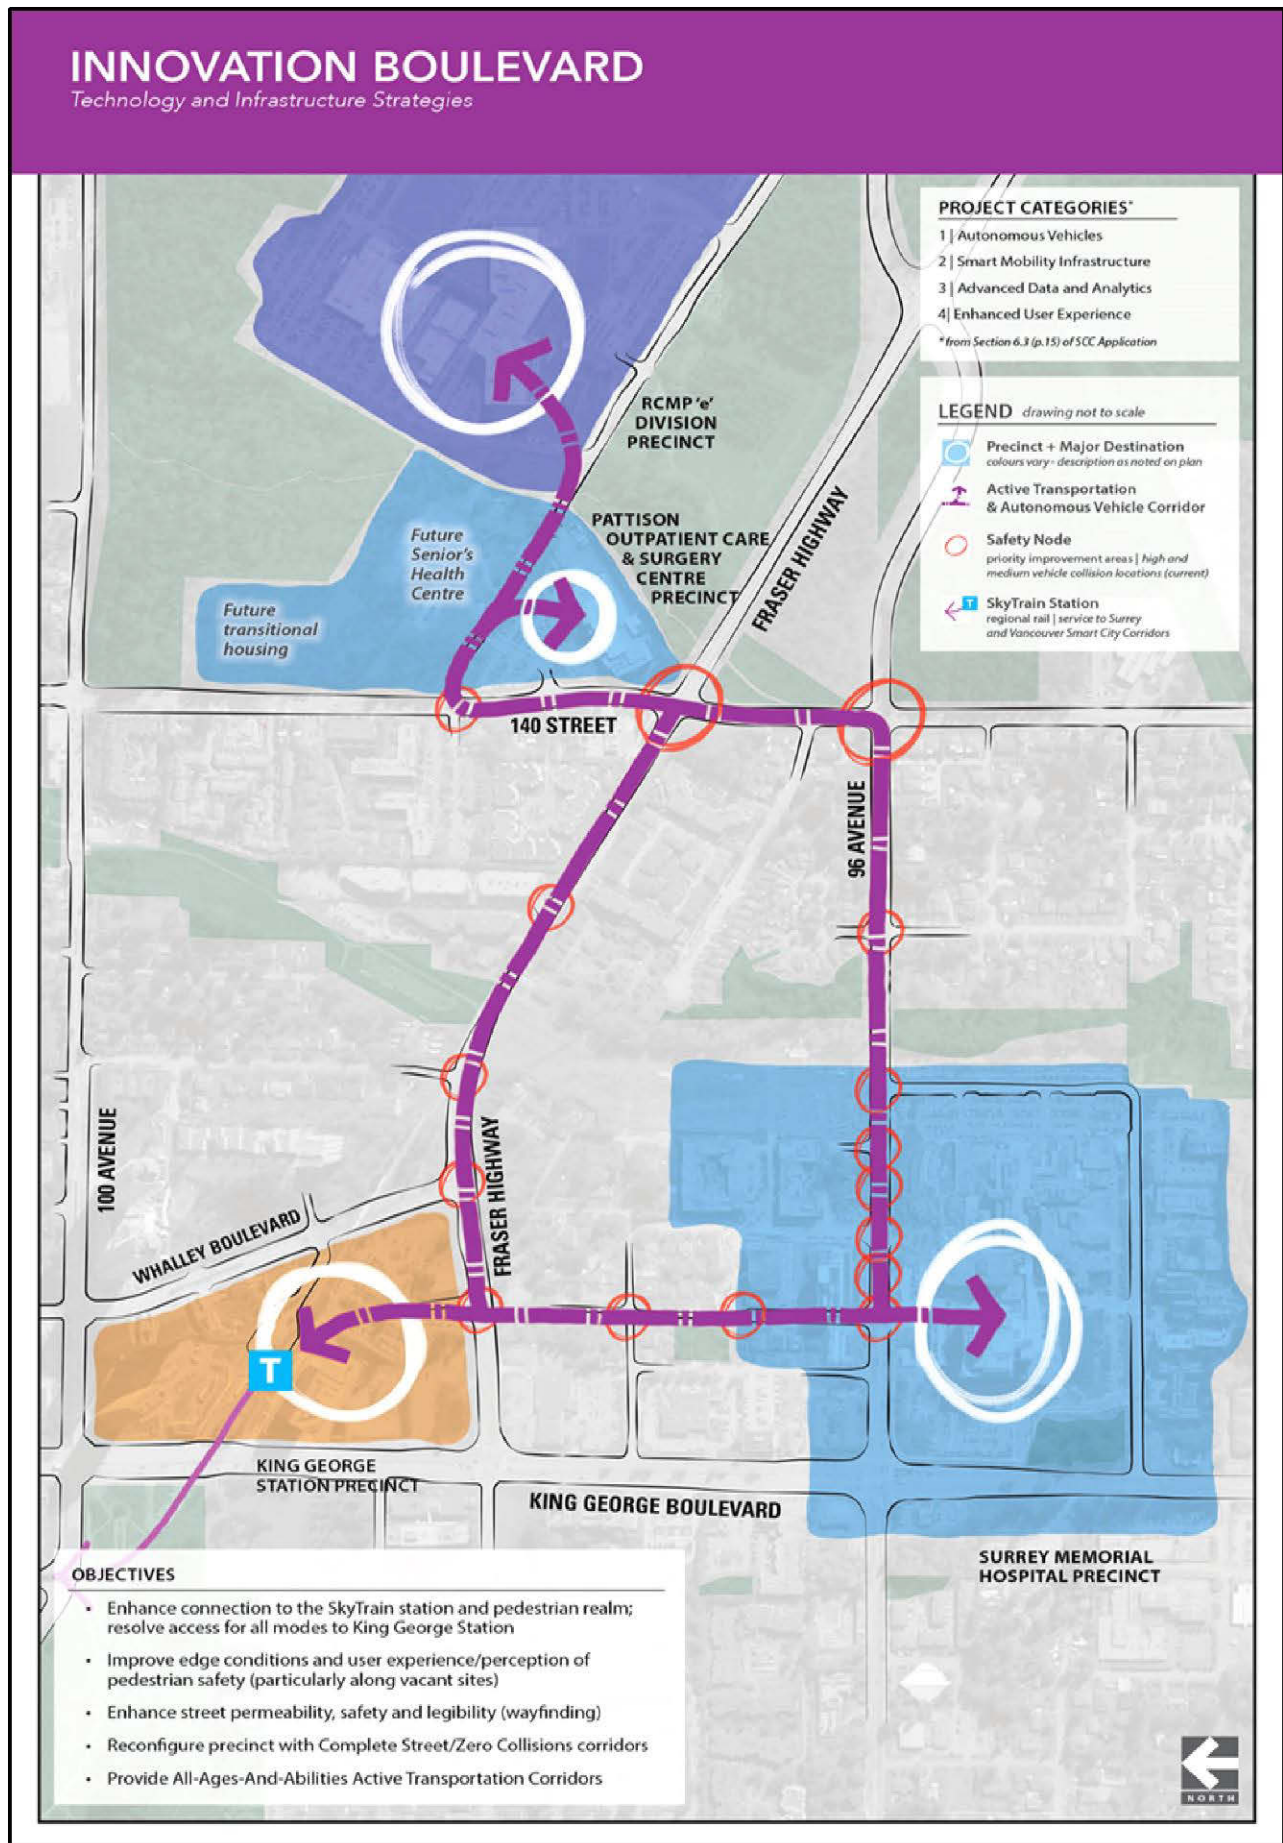 INNOVATION BOULEVARD
Technology and Infrastructure Strategies
PROJECT CATEGORIES*
1 | Autonomous Vehicles
2 | Smart Mobility Infrastructure
3 | Advanced Data and Analytics
4| Enhanced User Experience
*from Section 6.3 (p.15) of SCC Application
LEGEND drawing not to scale
Precinct + Major Destination
colours vary - description as noted on plan
Active Transportation
& Autonomous Vehicle Corridor
Safety Node
priority improvement areas | high and
medium vehicle collision locations (current)
T
SkyTrain Station
regional rail | service to Surrey
and Vancouver Smart City Corridors
RCMP 'e'
DIVISION
PRECINCT
PATTISON
OUTPATIENT CARE
& SURGERY
CENTRE
PRECINCT
FRASER HIGHWAY
Future
Senior's
Health
Centre
Future
transitional
housing
140 STREET
96 AVENUE
100 AVENUE
WHALLEY BOULEVARD
FRASER HIGHWAY
T
KING GEORGE
STATION PRECINCT
KING GEORGE BOULEVARD
SURREY MEMORIAL
HOSPITAL PRECINCT
OBJECTIVES
• Enhance connection to the SkyTrain station and pedestrian realm;
resolve access for all modes to King George Station
• Improve edge conditions and user experience/perception of
pedestrian safety (particularly along vacant sites)
• Enhance street permeability, safety and legibility (wayfinding)
• Reconfigure precinct with Complete Street/Zero Collisions corridors
• Provide All-Ages-And-Abilities Active Transportation Corridors
NORTH